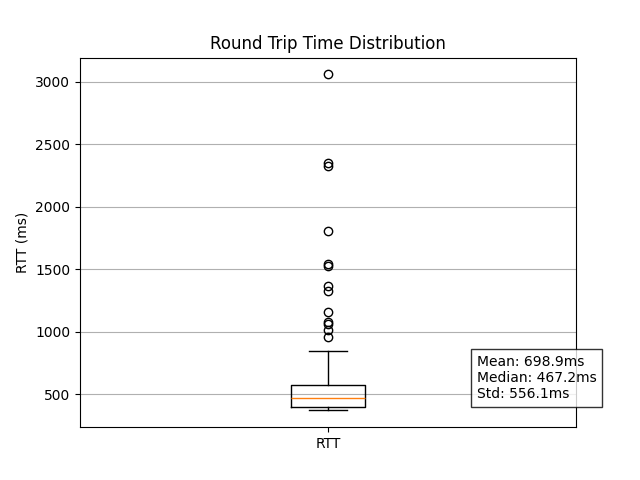 Round Trip Time Distribution
3000
2500
2000
1500
1000
500
RTT (ms)
Mean: 698.9ms
Median: 467.2ms
Std: 556.1ms
RTT